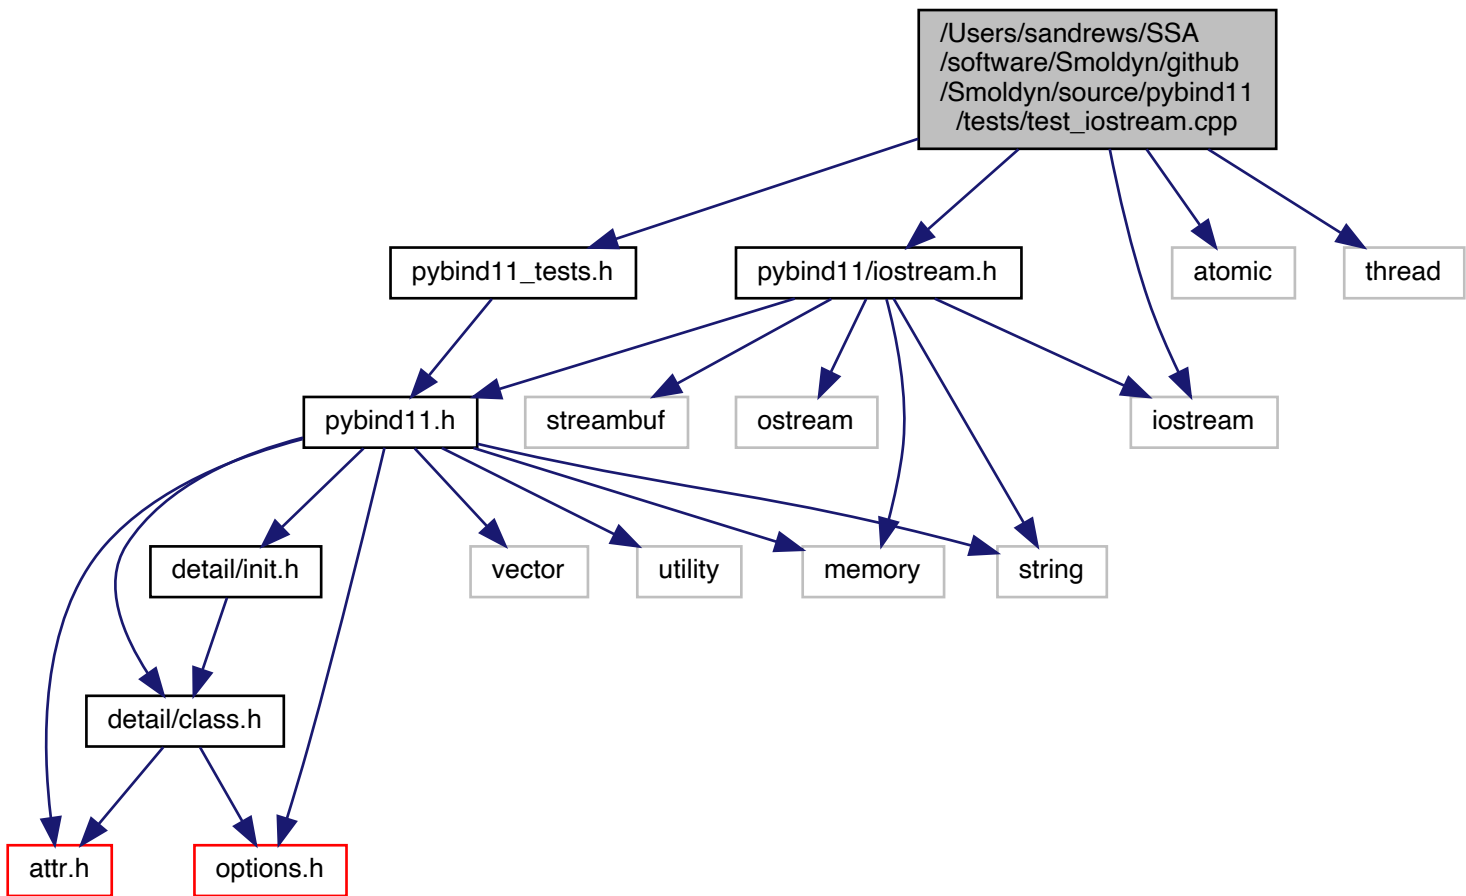 /Users/sandrews/SSA
/software/Smoldyn/github
/Smoldyn/source/pybind11
/tests/test_iostream.cpp
pybind11_tests.h
pybind11/iostream.h
atomic
thread
pybind11.h
streambuf
ostream
iostream
detail/init.h
vector
utility
memory
string
detail/class.h
attr.h
options.h